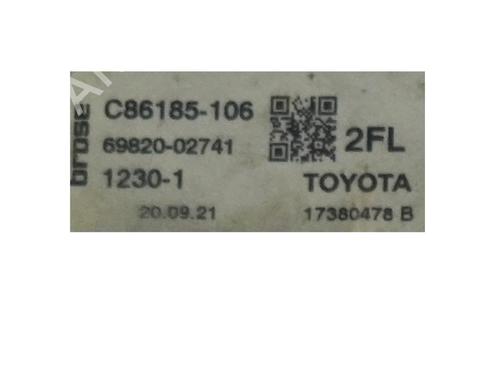 brose
C86185-106
69820-02741
2FL
1230-1
TOYOTA
20.09.21
17380478 B